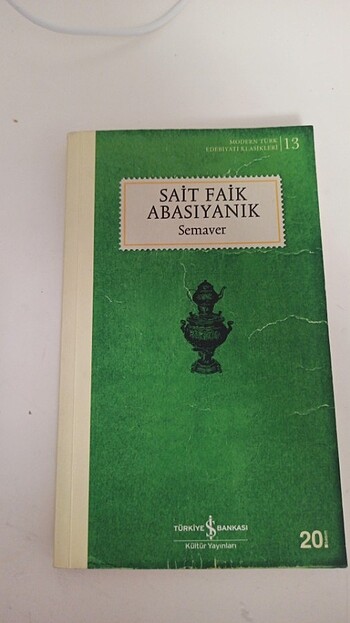 MODERN TÜRK
EDEBİYATI KLASİKLERİ
13
SAİT FAİK
ABASIYANIK
Semaver
TÜRKİYE İŞ BANKASI
Kültür Yayınları
20.